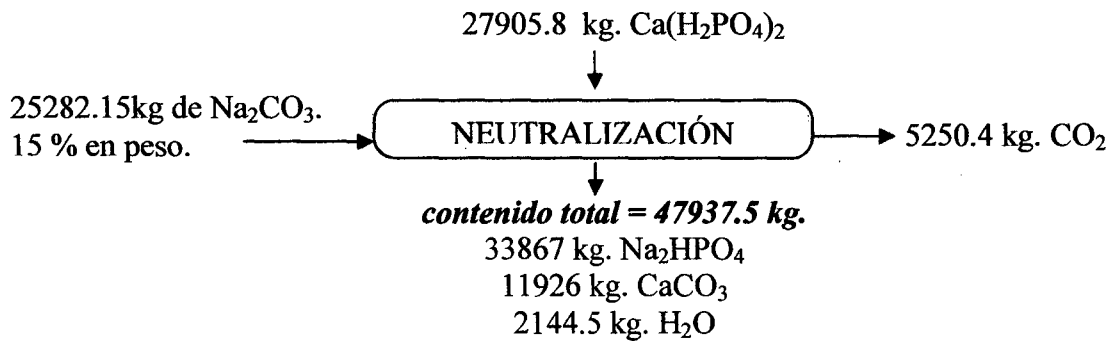 27905.8 kg. Ca(H₂PO₄)₂
25282.15kg de Na₂CO₃.
15 % en peso.
NEUTRALIZACIÓN
5250.4 kg. CO₂
contenido total = 47937.5 kg.
33867 kg. Na₂HPO₄
11926 kg. CaCO₃
2144.5 kg. H₂O